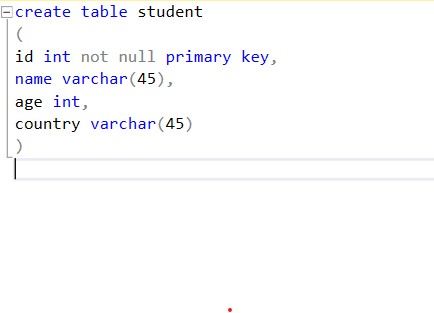 create table student
(
id int not null primary key,
name varchar(45),
age int,
country varchar(45)
)